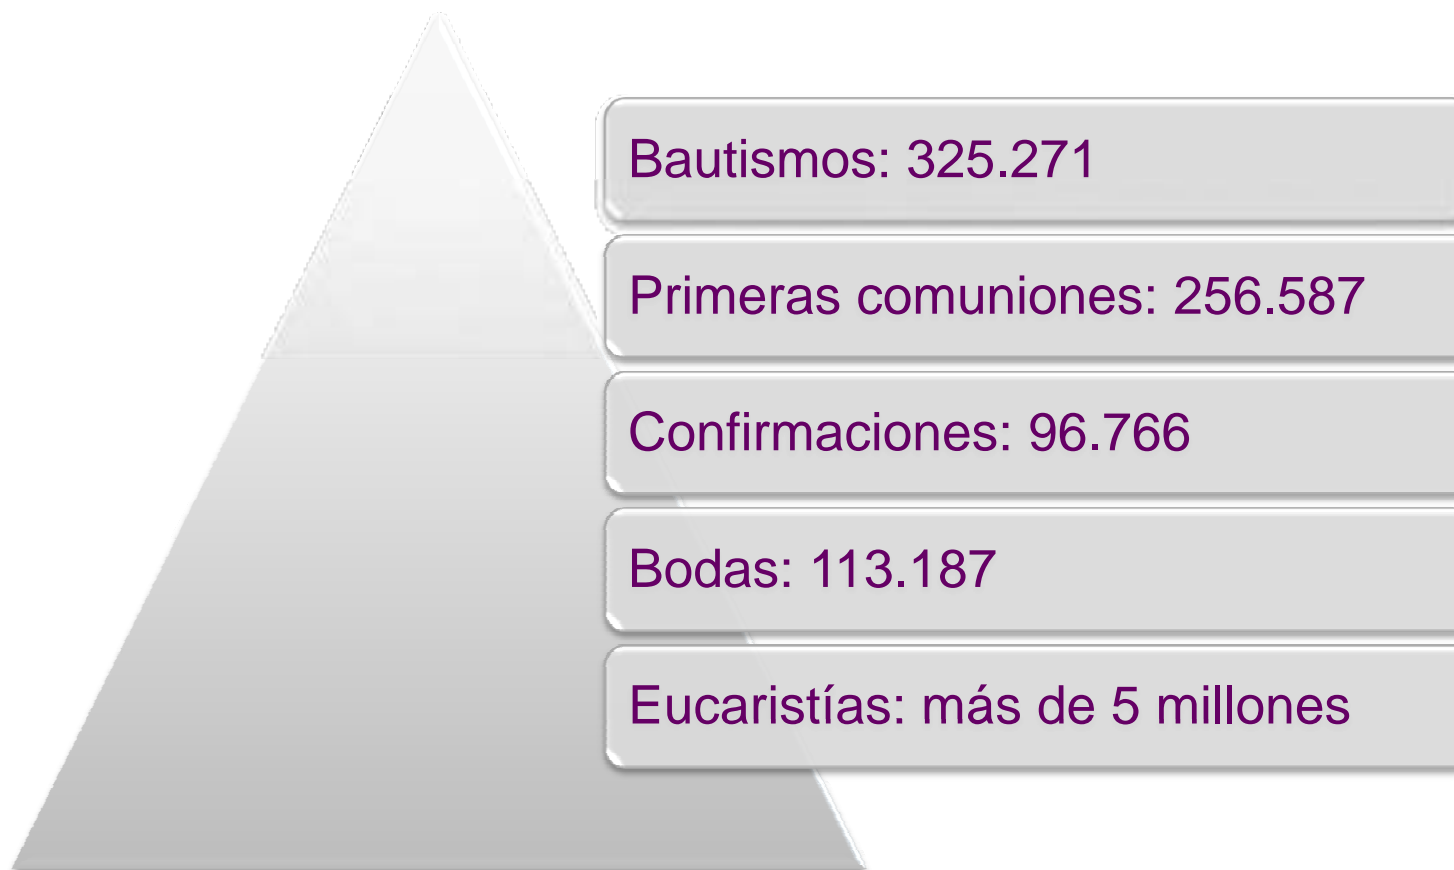 Bautismos: 325.271
Primeras comuniones: 256.587
Confirmaciones: 96.766
Bodas: 113.187
Eucaristías: más de 5 millones